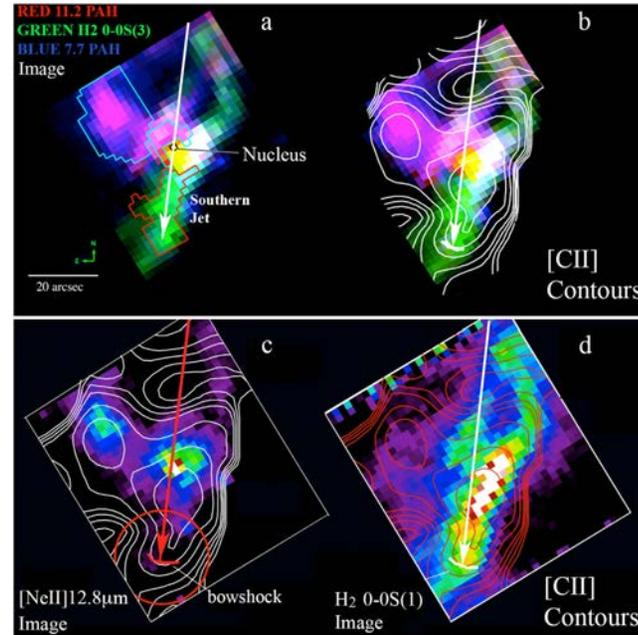 RED 11.2 PAH
GREEN H2 0-0S(3)
BLUE 7.7 PAH
Image
a
b
Nucleus
Southern
Jet
N
E
20 arcsec
[CII]
Contours
c
d
bowshock
[NeII]12.8μm
Image
H2 0-0S(1)
Image
[CII]
Contours